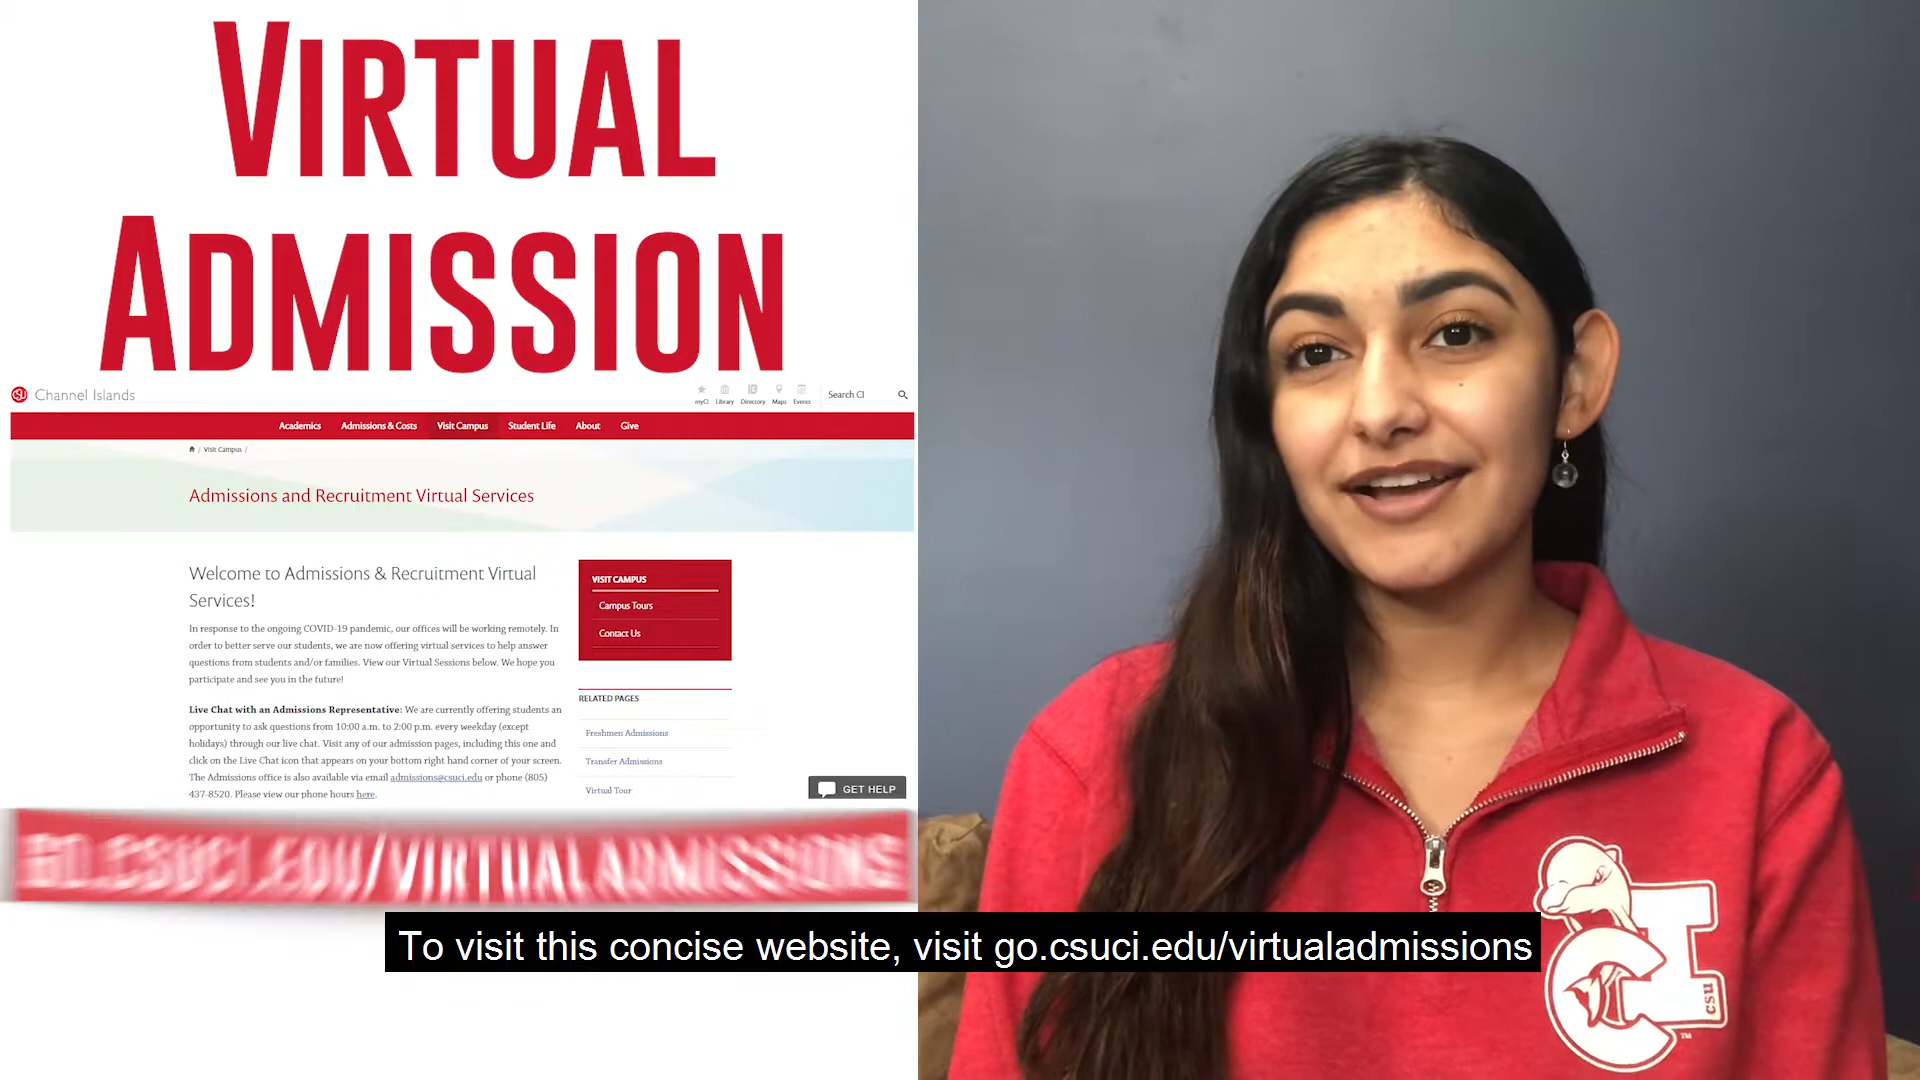 VIRTUAL
ADMISSION
CSU Channel Islands
myCI Library Directory Maps Events
Search CI
Academics Admissions & Costs Visit Campus Student Life About Give
/ Visit Campus /
Admissions and Recruitment Virtual Services
Welcome to Admissions & Recruitment Virtual
Services!
In response to the ongoing COVID-19 pandemic, our offices will be working remotely. In
order to better serve our students, we are now offering virtual services to help answer
questions from students and/or families. View our Virtual Sessions below. We hope you
participate and see you in the future!
Live Chat with an Admissions Representative: We are currently offering students an
opportunity to ask questions from 10:00 a.m. to 2:00 p.m. every weekday (except
holidays) through our live chat. Visit any of our admission pages, including this one and
click on the Live Chat icon that appears on your bottom right hand corner of your screen.
The Admissions office is also available via email admissions@csuci.edu or phone (805)
437-8520. Please view our phone hours here.
VISIT CAMPUS
Campus Tours
Contact Us
RELATED PAGES
Freshmen Admissions
Transfer Admissions
Virtual Tour
GET HELP
GO.CSUCI.EDU/VIRTUALADMISSIONS
To visit this concise website, visit go.csuci.edu/virtualadmissions
CI
csu
TM